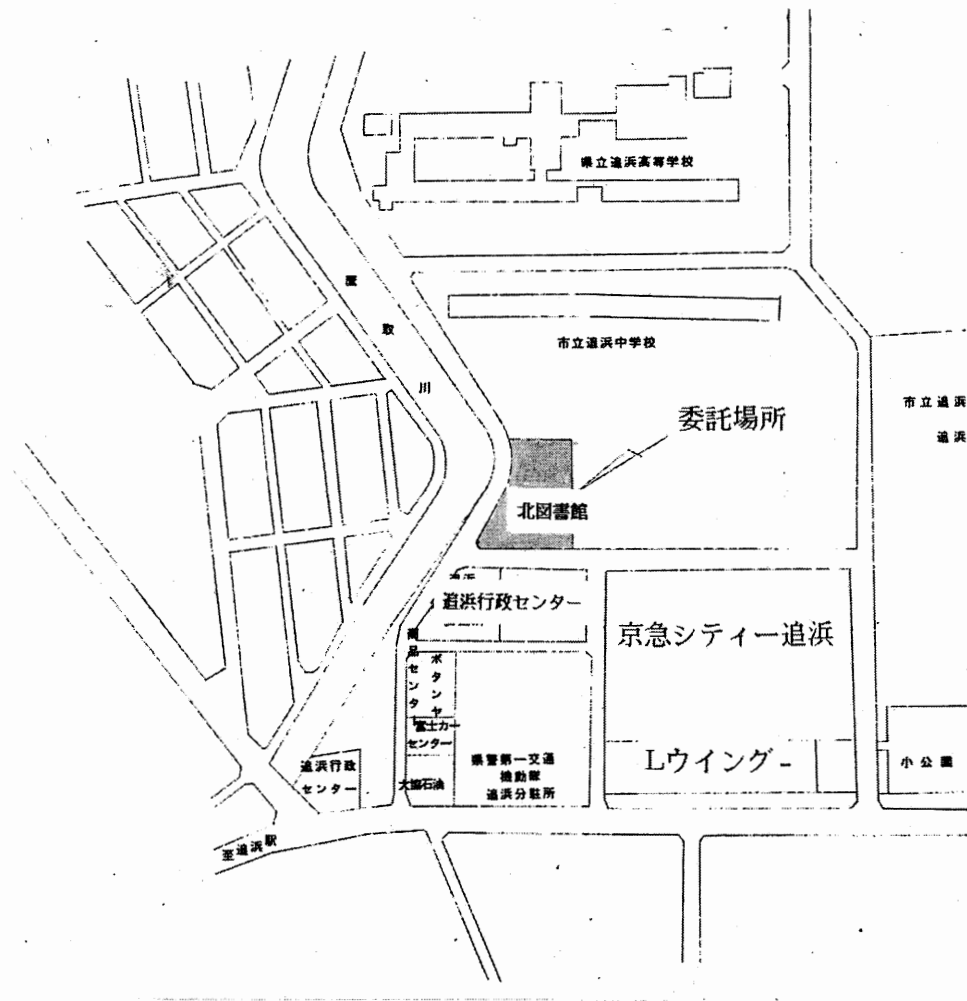 県立追浜高等学校
鷹取川
市立追浜中学校
市立追浜
追浜
委託場所
北図書館
追浜行政センター
京急シティー追浜
商品センター
ボタンヤ
富士カー
センター
大協石油
県警第一交通
機動隊
追浜分駐所
Lウイング
小公園
追浜行政
センター
至追浜駅